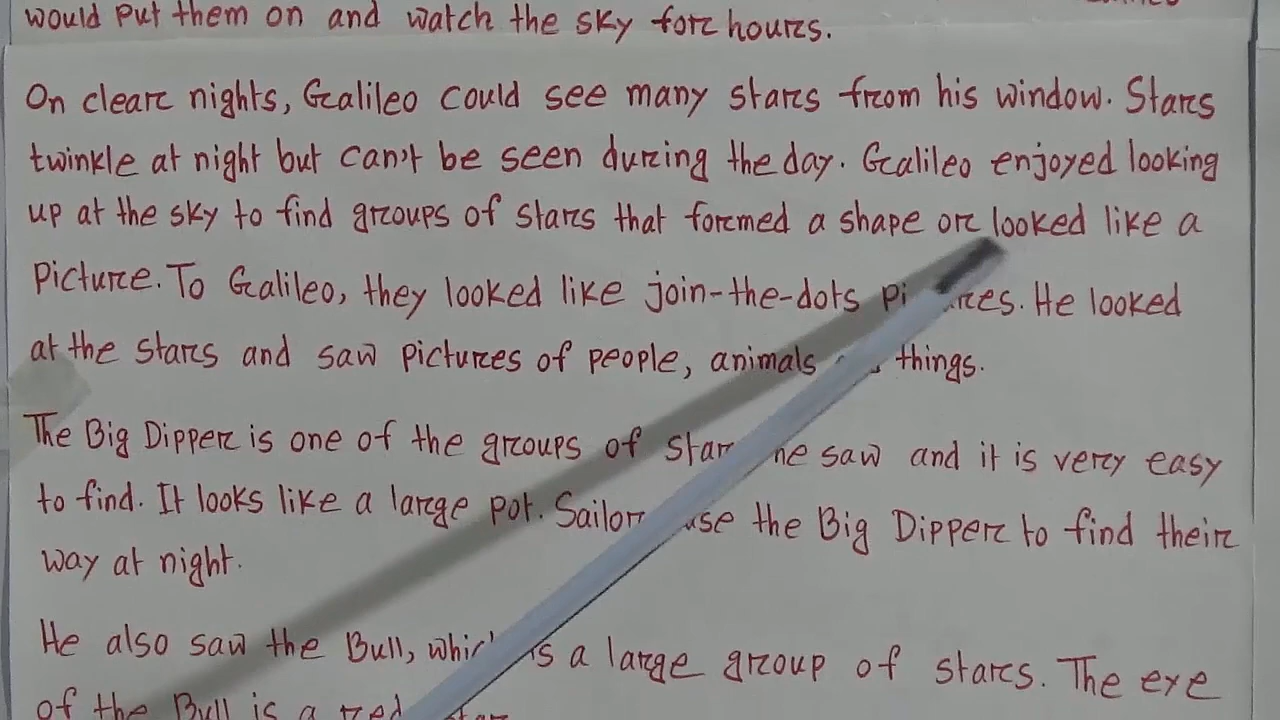 would put them on and watch the sky for hours.
On clear nights, Galileo could see many stars from his window. Stars
twinkle at night but can't be seen during the day. Galileo enjoyed looking
up at the sky to find groups of stars that formed a shape or looked like a
picture. To Galileo, they looked like join-the-dots He looked
at the stars and saw pictures of people, animals things.
The Big Dipper is one of the groups of saw and it is very easy
to find. It looks like a large pot. the Big Dipper to find their
way at night.
He also saw the Bull, is a large group of stars. The eye
of the Bull is a red